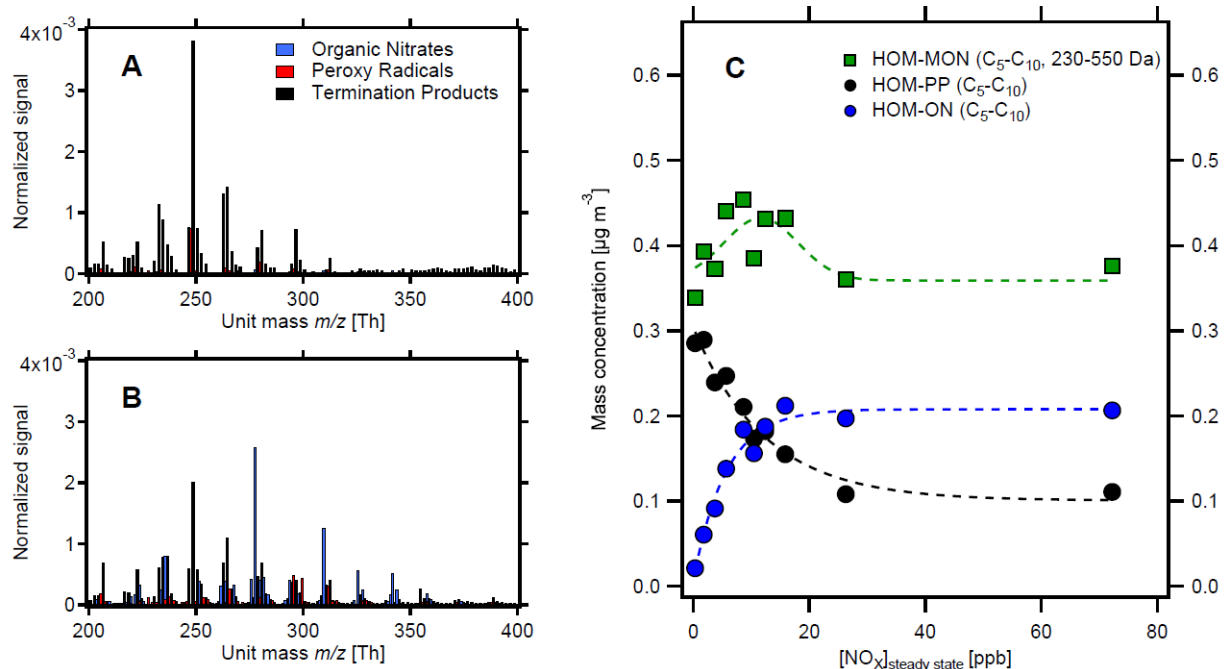 A
Organic Nitrates
Peroxy Radicals
Termination Products
4x10⁻³
3
2
1
0
Normalized signal
200
250
300
350
400
Unit mass m/z [Th]
B
4x10⁻³
3
2
1
0
Normalized signal
200
250
300
350
400
Unit mass m/z [Th]
C
HOM-MON (C₅-C₁₀, 230-550 Da)
HOM-PP (C₅-C₁₀)
HOM-ON (C₅-C₁₀)
0.6
0.5
0.4
0.3
0.2
0.1
0.0
Mass concentration [µg m⁻³]
0.6
0.5
0.4
0.3
0.2
0.1
0.0
0
20
40
60
80
[NOX]steady state [ppb]